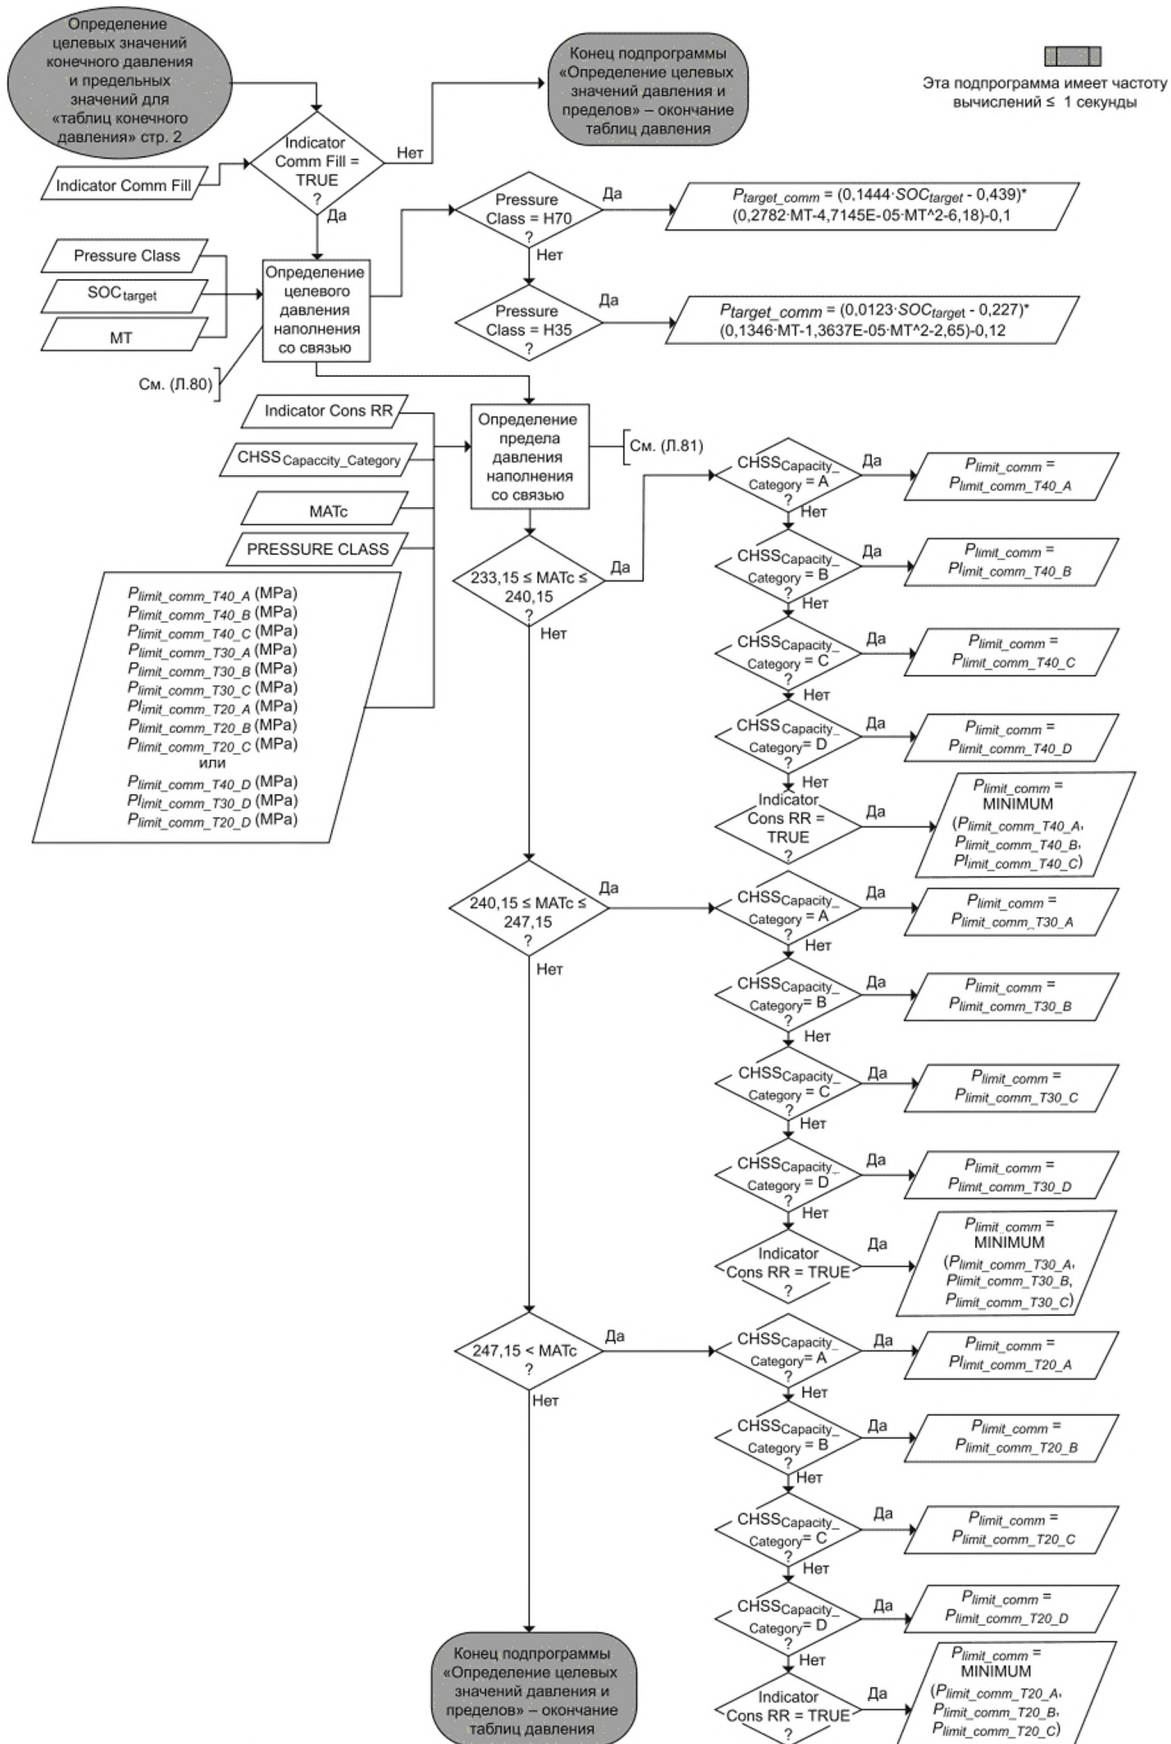 Определение
целевых значений
конечного давления
и предельных
значений для
«таблиц конечного
давления» стр. 2
Конец подпрограммы
«Определение целевых
значений давления и
пределов» – окончание
таблиц давления
Эта подпрограмма имеет частоту
вычислений ≤ 1 секунды
Indicator
Comm Fill =
TRUE
?
Нет
Да
Indicator Comm Fill
Pressure Class
SOCtarget
MT
Определение
целевого
давления
наполнения
со связью
См. (Л.80)
Pressure
Class = H70
?
Да
Нет
Ptarget_comm = (0,1444·SOCtarget - 0,439)*
(0,2782·MT-4,7145E-05·MT^2-6,18)-0,1
Pressure
Class = H35
?
Да
Ptarget_comm = (0,0123·SOCtarget - 0,227)*
(0,1346·MT-1,3637E-05·MT^2-2,65)-0,12
Indicator Cons RR
CHSSCapaccity_Category
MATc
PRESSURE CLASS
Plimit_comm_T40_A (MPa)
Plimit_comm_T40_B (MPa)
Plimit_comm_T40_C (MPa)
Plimit_comm_T30_A (MPa)
Plimit_comm_T30_B (MPa)
Plimit_comm_T30_C (MPa)
Plimit_comm_T20_A (MPa)
Plimit_comm_T20_B (MPa)
Plimit_comm_T20_C (MPa)
или
Plimit_comm_T40_D (MPa)
Plimit_comm_T30_D (MPa)
Plimit_comm_T20_D (MPa)
Определение
предела
давления
наполнения
со связью
См. (Л.81)
233,15 ≤ MATc ≤
240,15
?
Да
Нет
CHSSCapacity_
Category = A
?
Да
Нет
Plimit_comm =
Plimit_comm_T40_A
CHSSCapacity_
Category = B
?
Да
Нет
Plimit_comm =
Plimit_comm_T40_B
CHSSCapacity_
Category = C
?
Да
Нет
Plimit_comm =
Plimit_comm_T40_C
CHSSCapacity_
Category= D
?
Да
Нет
Plimit_comm =
Plimit_comm_T40_D
Indicator
Cons RR =
TRUE
?
Да
Plimit_comm =
MINIMUM
(Plimit_comm_T40_A,
Plimit_comm_T40_B,
Plimit_comm_T40_C)
240,15 ≤ MATc ≤
247,15
?
Да
Нет
CHSSCapacity_
Category = A
?
Да
Нет
Plimit_comm =
Plimit_comm_T30_A
CHSSCapacity_
Category= B
?
Да
Нет
Plimit_comm =
Plimit_comm_T30_B
CHSSCapacity_
Category = C
?
Да
Нет
Plimit_comm =
Plimit_comm_T30_C
CHSSCapacity_
Category = D
?
Да
Нет
Plimit_comm =
Plimit_comm_T30_D
Indicator
Cons RR = TRUE
?
Да
Plimit_comm =
MINIMUM
(Plimit_comm_T30_A,
Plimit_comm_T30_B,
Plimit_comm_T30_C)
247,15 < MATc
?
Да
Нет
CHSSCapacity_
Category= A
?
Да
Нет
Plimit_comm =
Plimit_comm_T20_A
CHSSCapacity_
Category = B
?
Да
Нет
Plimit_comm =
Plimit_comm_T20_B
CHSSCapacity_
Category= C
?
Да
Нет
Plimit_comm =
Plimit_comm_T20_C
CHSSCapacity_
Category= D
?
Да
Нет
Plimit_comm =
Plimit_comm_T20_D
Indicator
Cons RR = TRUE
?
Да
Plimit_comm =
MINIMUM
(Plimit_comm_T20_A,
Plimit_comm_T20_B,
Plimit_comm_T20_C)
Конец подпрограммы
«Определение целевых
значений давления и
пределов» – окончание
таблиц давления